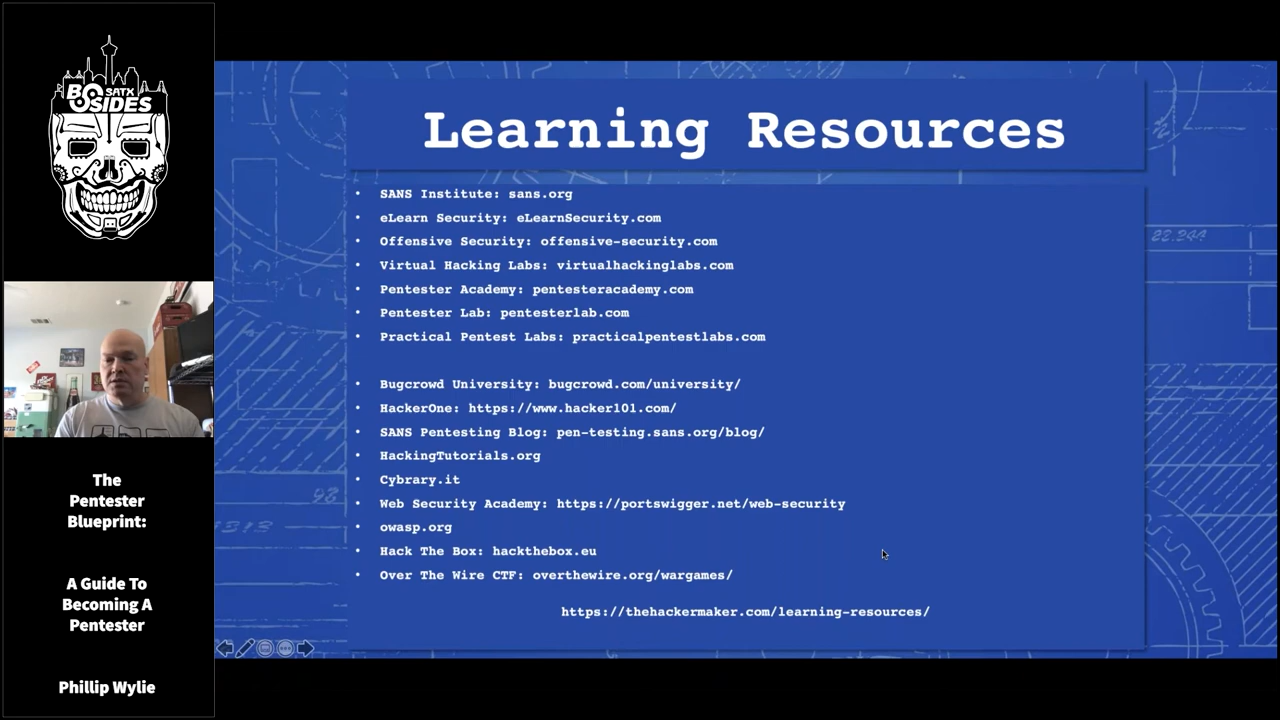 BSIDES
SATX
The
Pentester
Blueprint:
A Guide To
Becoming A
Pentester
Phillip Wylie
Learning Resources
• SANS Institute: sans.org
• eLearn Security: eLearnSecurity.com
• Offensive Security: offensive-security.com
• Virtual Hacking Labs: virtualhackinglabs.com
• Pentester Academy: pentesteracademy.com
• Pentester Lab: pentesterlab.com
• Practical Pentest Labs: practicalpentestlabs.com
• Bugcrowd University: bugcrowd.com/university/
• HackerOne: https://www.hacker101.com/
• SANS Pentesting Blog: pen-testing.sans.org/blog/
• HackingTutorials.org
• Cybrary.it
• Web Security Academy: https://portswigger.net/web-security
• owasp.org
• Hack The Box: hackthebox.eu
• Over The Wire CTF: overthewire.org/wargames/
https://thehackermaker.com/learning-resources/